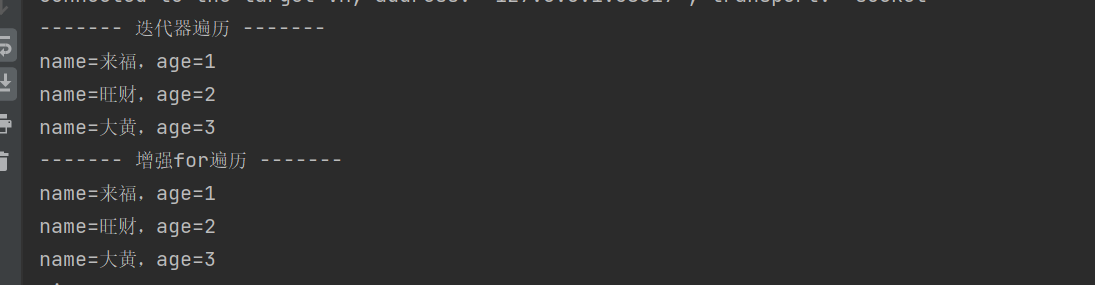 ------- 迭代器遍历 -------
name=来福，age=1
name=旺财，age=2
name=大黄，age=3
------- 增强for遍历 -------
name=来福，age=1
name=旺财，age=2
name=大黄，age=3